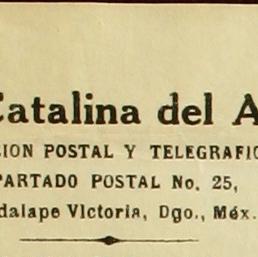 Catalina del A
CION POSTAL Y TELEGRAFIC
PARTADO POSTAL No. 25,
dalape Victoria, Dgo., Méx.